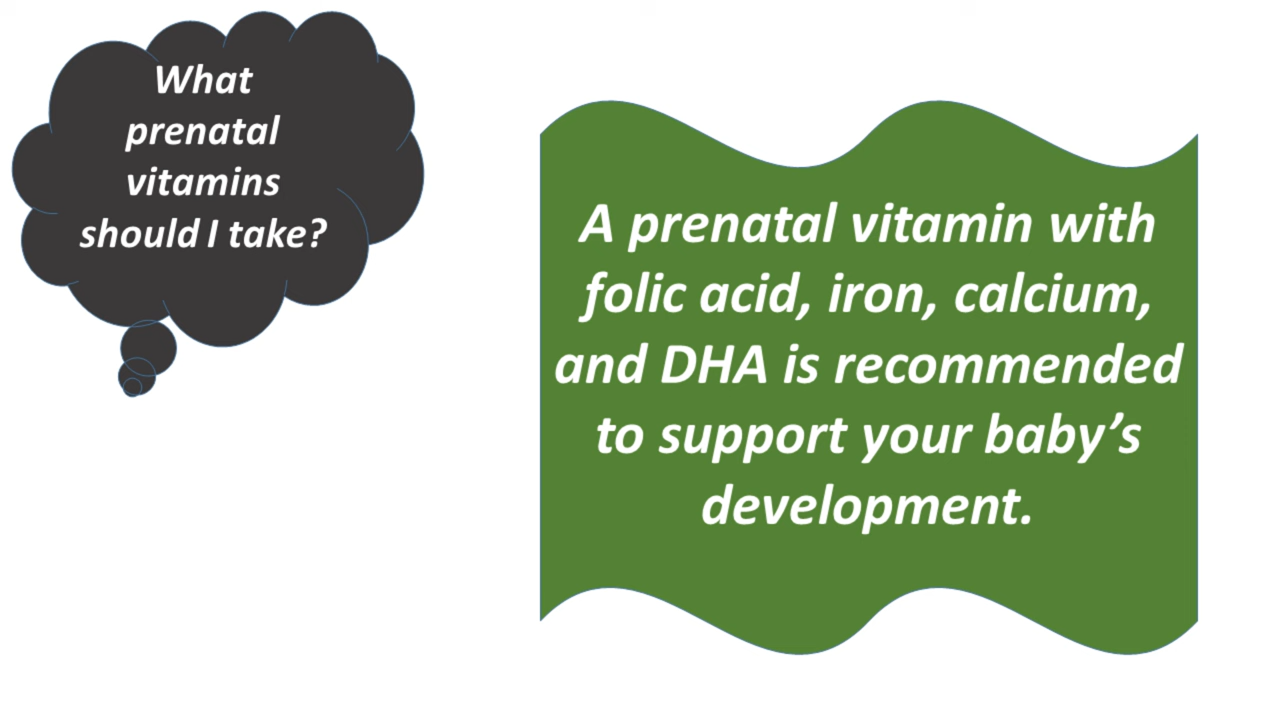 What
prenatal
vitamins
should I take?
A prenatal vitamin with
folic acid, iron, calcium,
and DHA is recommended
to support your baby’s
development.